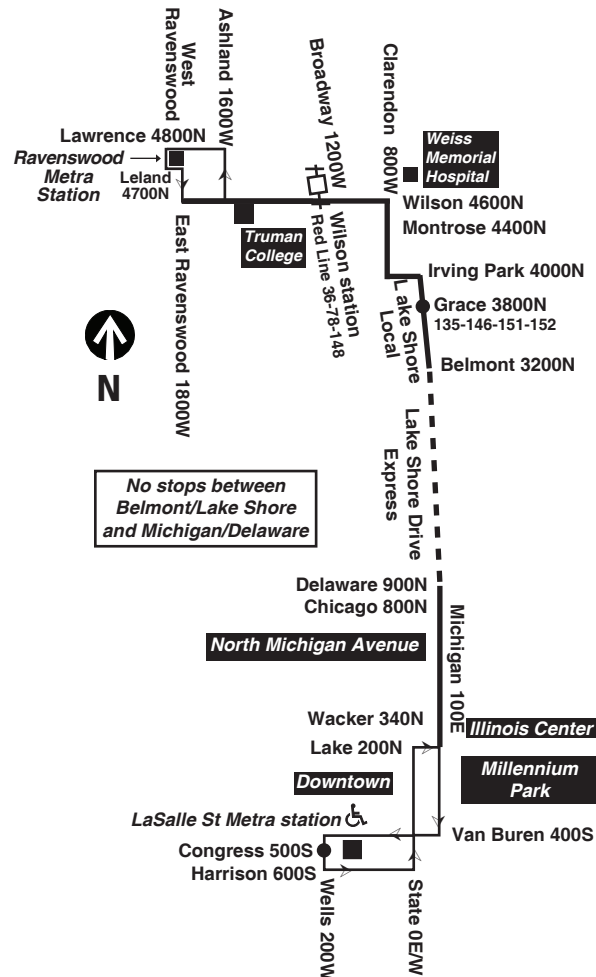 West
Ravenswood
Ashland 1600W
Broadway 1200W
Clarendon 800W
Lawrence 4800N
Ravenswood
Metra
Station
Leland
4700N
Weiss
Memorial
Hospital
Wilson 4600N
Montrose 4400N
Truman
College
Wilson station
Red Line 36-78-148
East Ravenswood 1800W
Irving Park 4000N
Grace 3800N
135-146-151-152
Lake Shore
Local
Belmont 3200N
N
Lake Shore Drive
Express
No stops between
Belmont/Lake Shore
and Michigan/Delaware
Delaware 900N
Chicago 800N
North Michigan Avenue
Michigan 100E
Wacker 340N
Illinois Center
Lake 200N
Downtown
Millennium
Park
LaSalle St Metra station
Van Buren 400S
Congress 500S
Harrison 600S
Wells 200W
State 0E/W